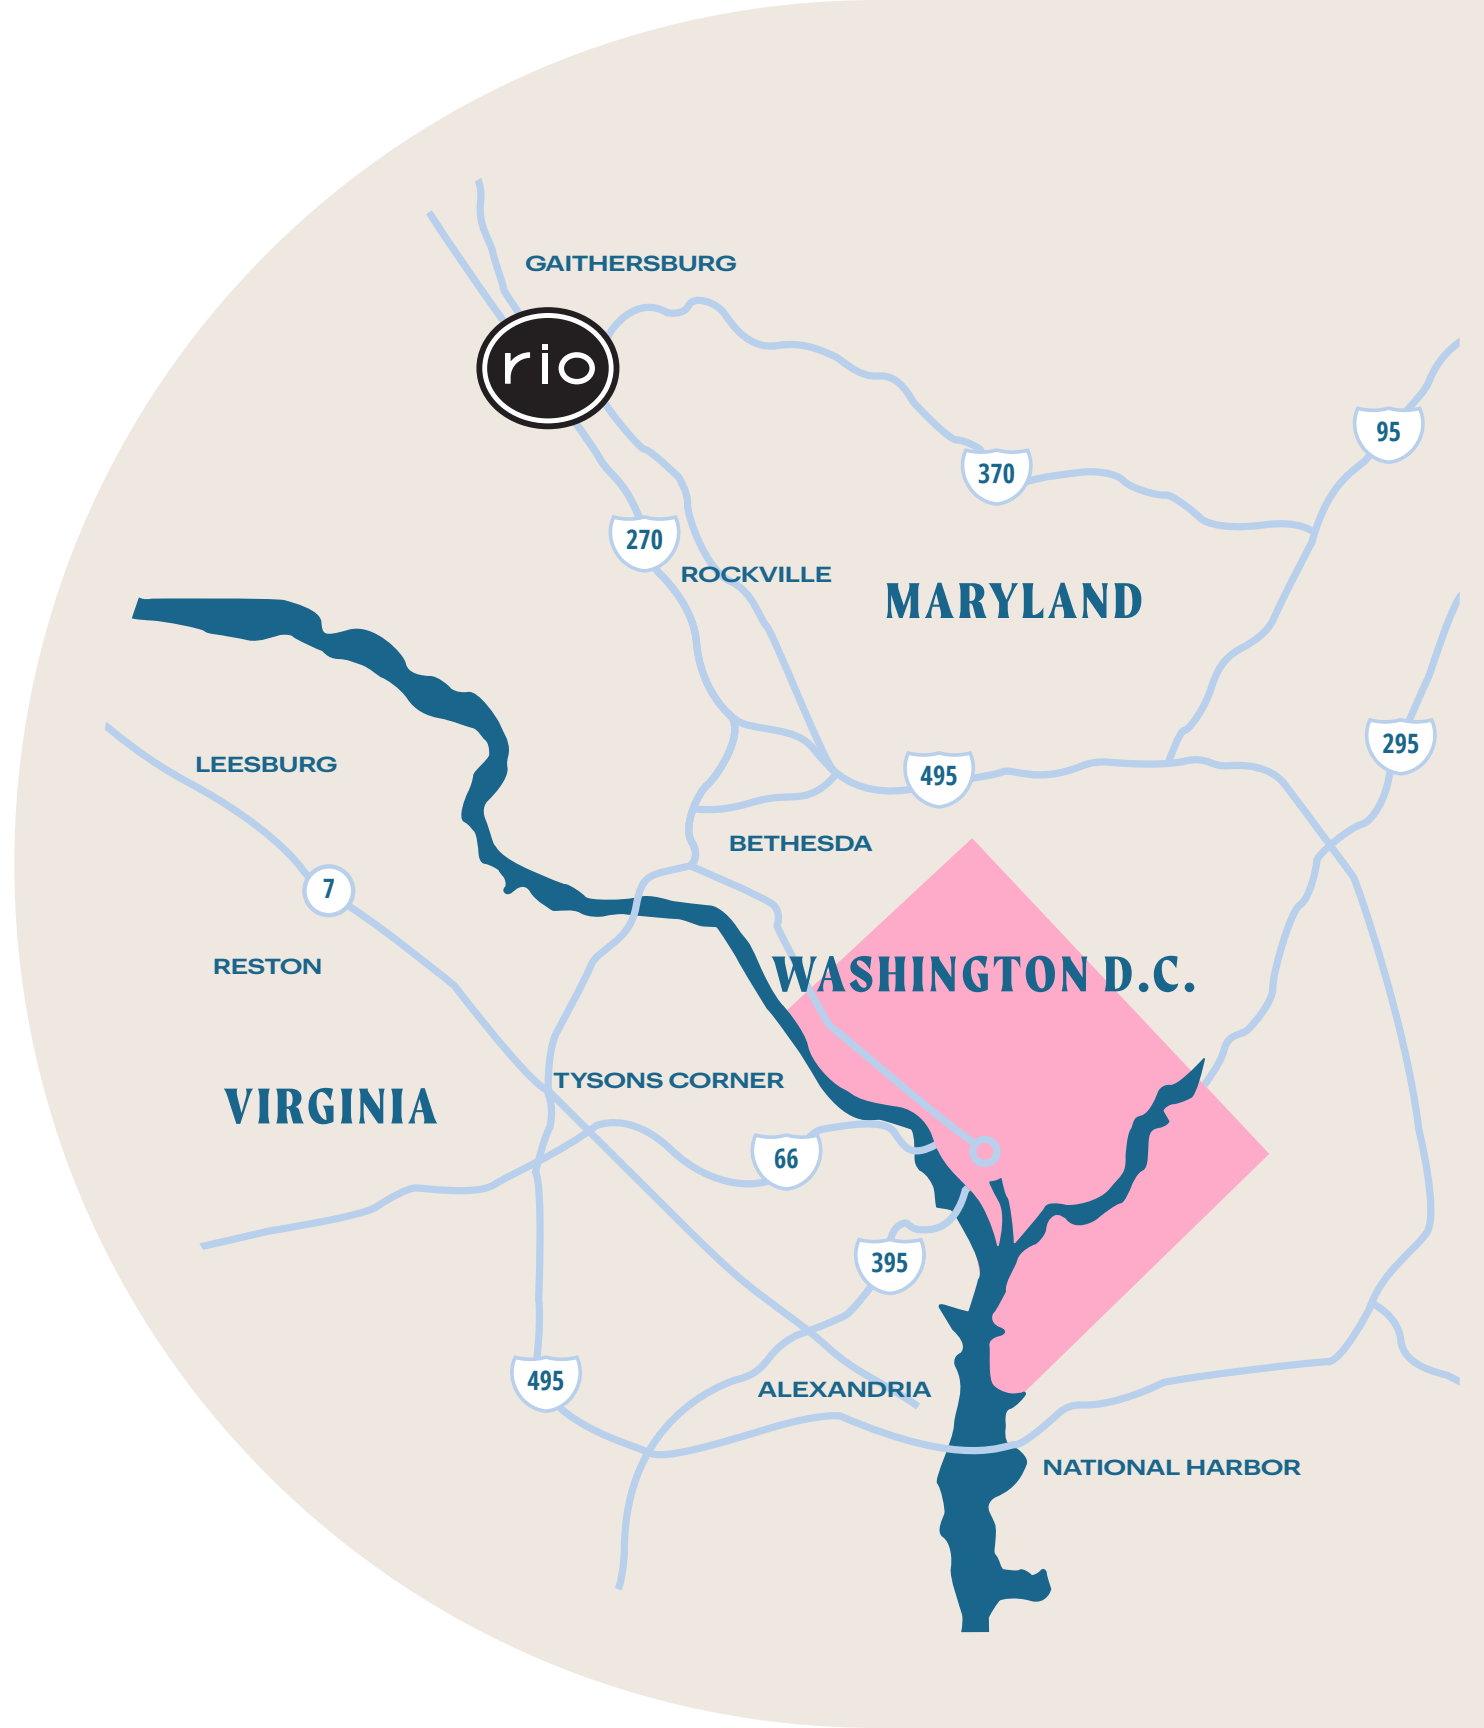 GAITHERSBURG
rio
95
370
270
ROCKVILLE
MARYLAND
295
LEESBURG
495
BETHESDA
7
RESTON
WASHINGTON D.C.
TYSONS CORNER
VIRGINIA
66
395
495
ALEXANDRIA
NATIONAL HARBOR